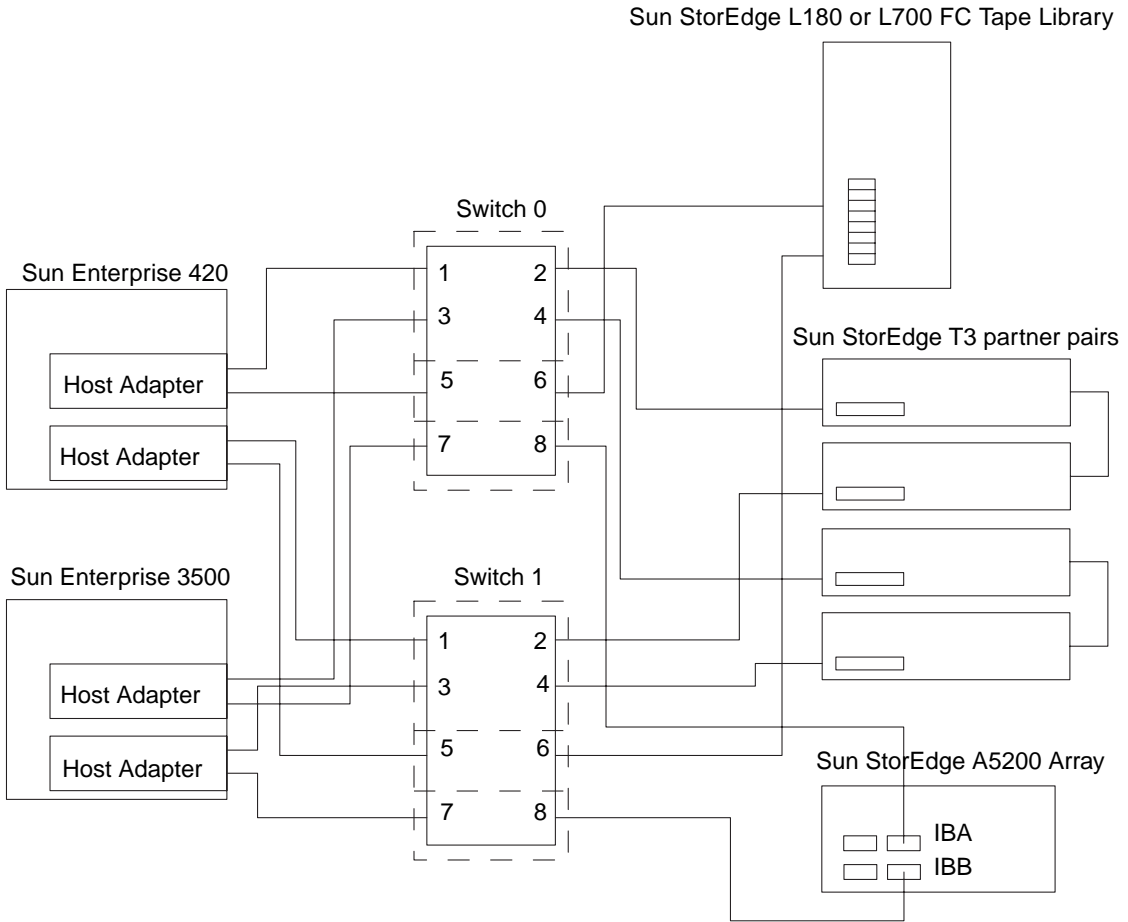 Sun StorEdge L180 or L700 FC Tape Library
Switch 0
1 2
3 4
5 6
7 8
Sun Enterprise 420
Host Adapter
Host Adapter
Sun StorEdge T3 partner pairs
Sun Enterprise 3500
Host Adapter
Host Adapter
Switch 1
1 2
3 4
5 6
7 8
Sun StorEdge A5200 Array
IBA
IBB